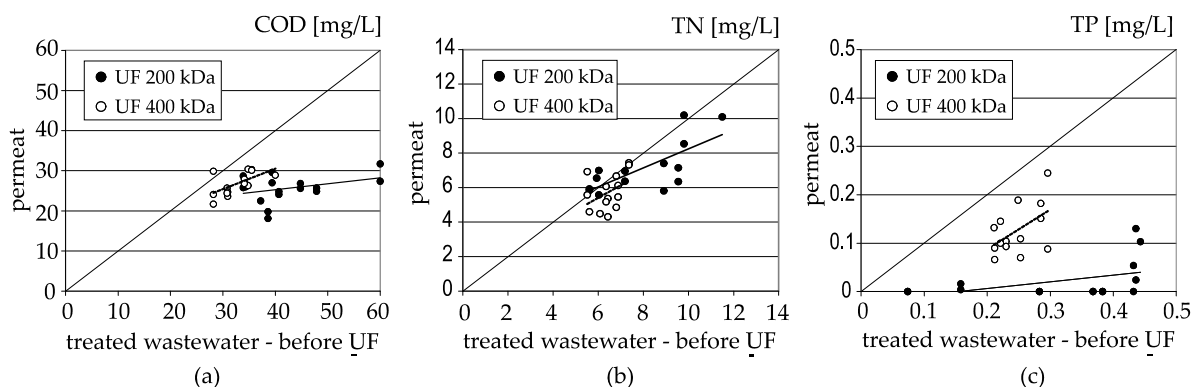 COD [mg/L]
60
50
40
30
20
10
0
UF 200 kDa
UF 400 kDa
permeat
0 10 20 30 40 50 60
treated wastewater - before UF
(a)
TN [mg/L]
14
12
10
8
6
4
2
0
UF 200 kDa
UF 400 kDa
permeat
0 2 4 6 8 10 12 14
treated wastewater - before UF
(b)
TP [mg/L]
0.5
0.4
0.3
0.2
0.1
0
UF 200 kDa
UF 400 kDa
permeat
0 0.1 0.2 0.3 0.4 0.5
treated wastewater - before UF
(c)